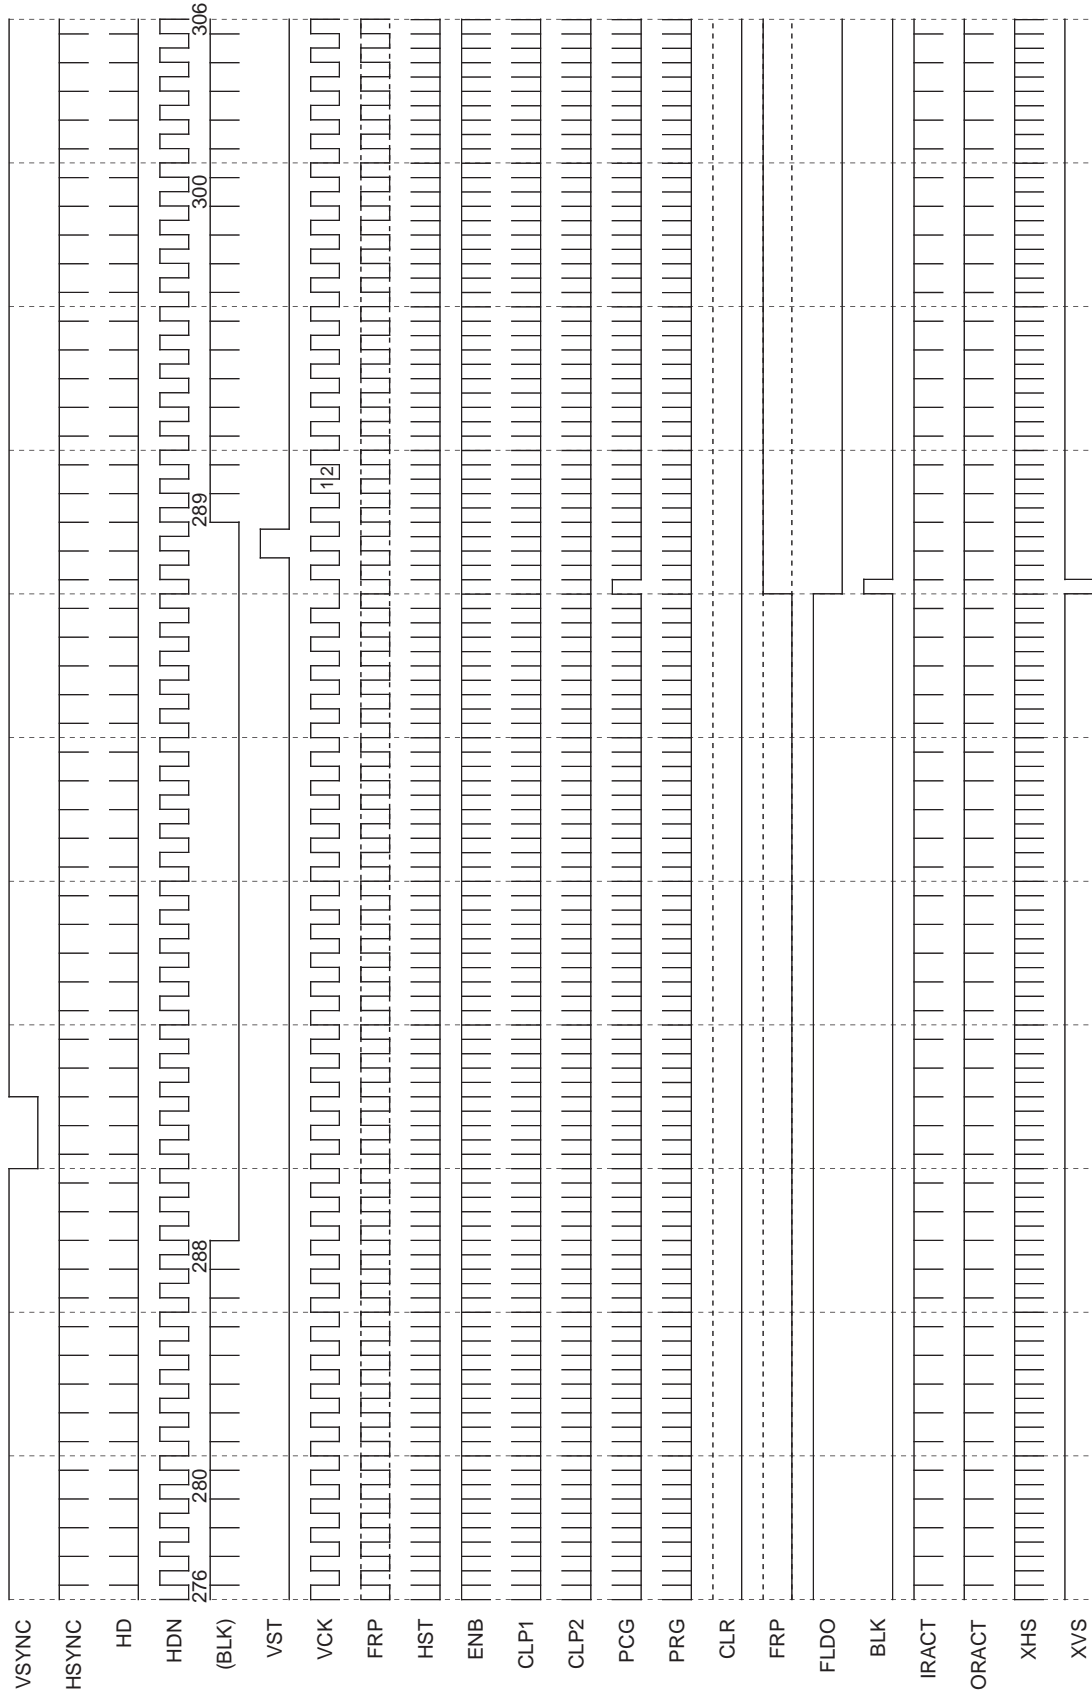 VSYNC
HSYNC
HD
HDN
276 280 288 289 300 306
(BLK)
VST
VCK
1 2
FRP
HST
ENB
CLP1
CLP2
PCG
PRG
CLR
FRP
FLDO
BLK
IRACT
ORACT
XHS
XVS